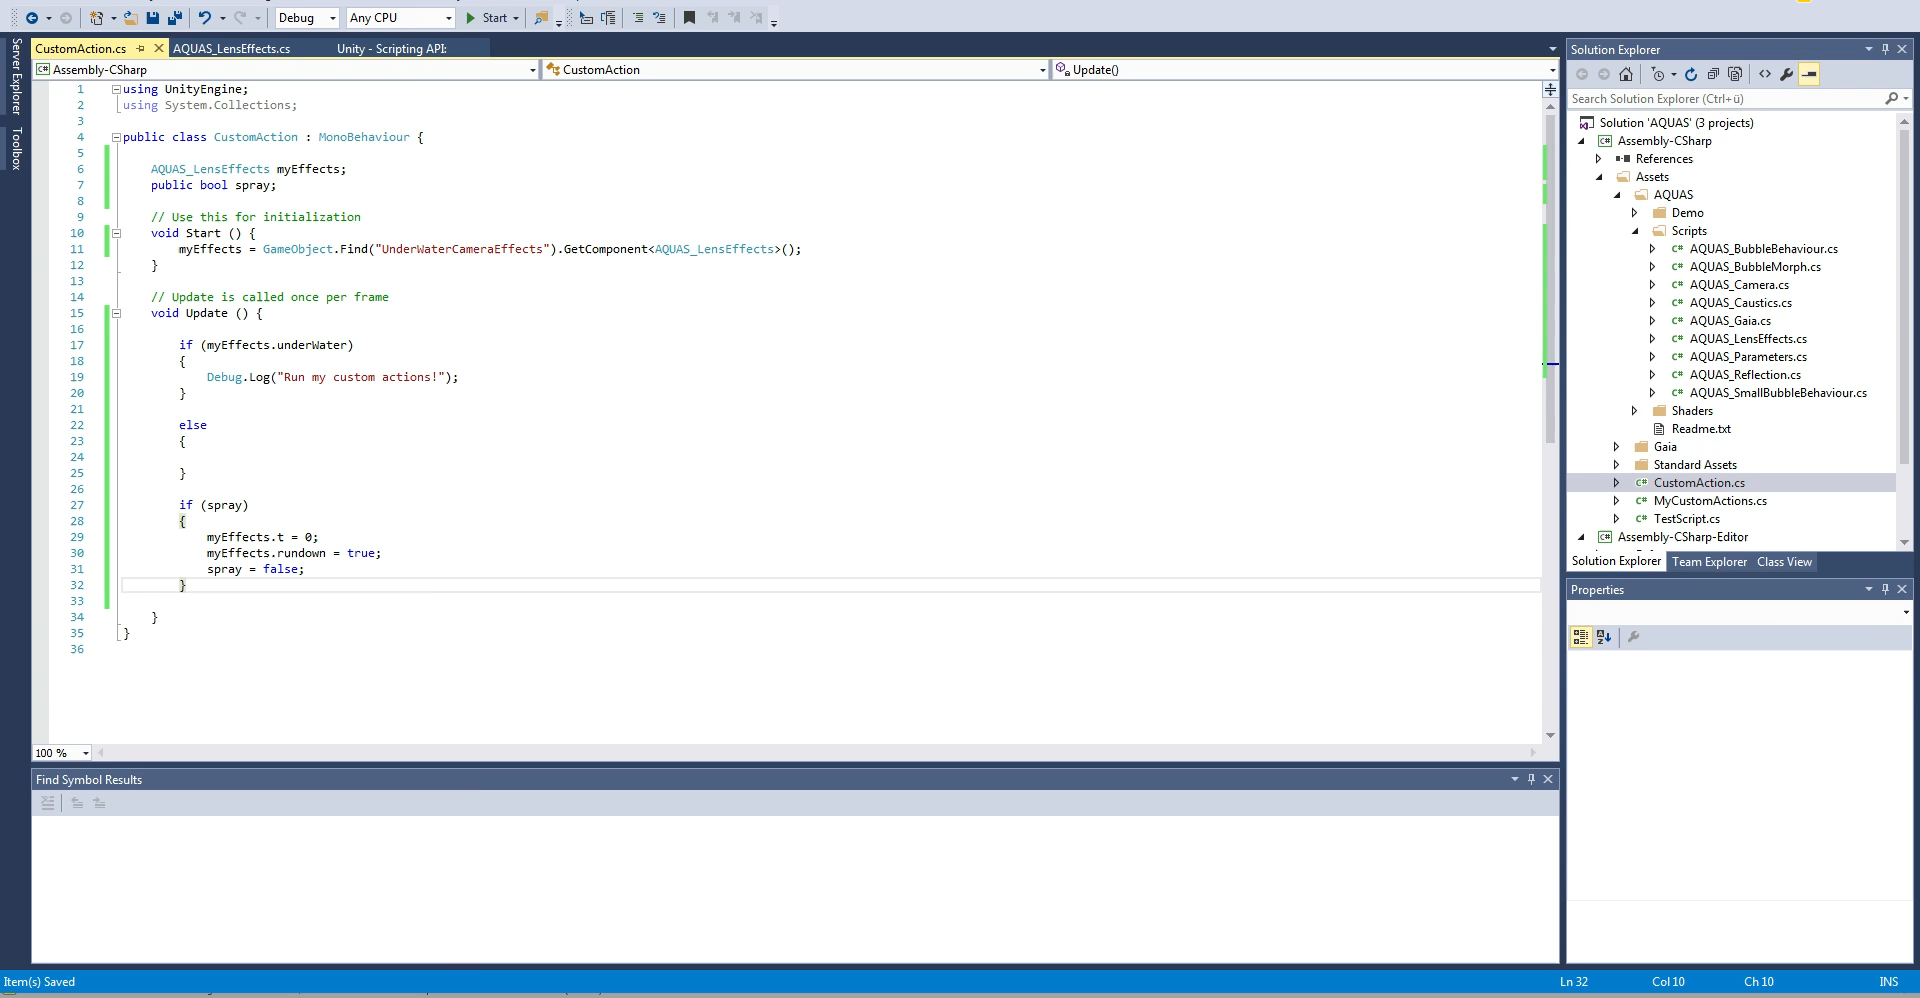 Debug
Any CPU
Start
Server Explorer
Toolbox
CustomAction.cs
AQUAS_LensEffects.cs
Unity - Scripting API:
Assembly-CSharp
CustomAction
Update()
1 using UnityEngine;
2 using System.Collections;
3
4 public class CustomAction : MonoBehaviour {
5
6 AQUAS_LensEffects myEffects;
7 public bool spray;
8
9 // Use this for initialization
10 void Start () {
11 myEffects = GameObject.Find("UnderWaterCameraEffects").GetComponent<AQUAS_LensEffects>();
12 }
13
14 // Update is called once per frame
15 void Update () {
16
17 if (myEffects.underWater)
18 {
19 Debug.Log("Run my custom actions!");
20 }
21
22 else
23 {
24
25 }
26
27 if (spray)
28 {
29 myEffects.t = 0;
30 myEffects.rundown = true;
31 spray = false;
32 }
33
34 }
35 }
36
100 %
Find Symbol Results
Solution Explorer
Search Solution Explorer (Ctrl+ü)
Solution 'AQUAS' (3 projects)
Assembly-CSharp
References
Assets
AQUAS
Demo
Scripts
AQUAS_BubbleBehaviour.cs
AQUAS_BubbleMorph.cs
AQUAS_Camera.cs
AQUAS_Caustics.cs
AQUAS_Gaia.cs
AQUAS_LensEffects.cs
AQUAS_Parameters.cs
AQUAS_Reflection.cs
AQUAS_SmallBubbleBehaviour.cs
Shaders
Readme.txt
Gaia
Standard Assets
CustomAction.cs
MyCustomActions.cs
TestScript.cs
Assembly-CSharp-Editor
Solution Explorer
Team Explorer
Class View
Properties
Item(s) Saved
Ln 32
Col 10
Ch 10
INS